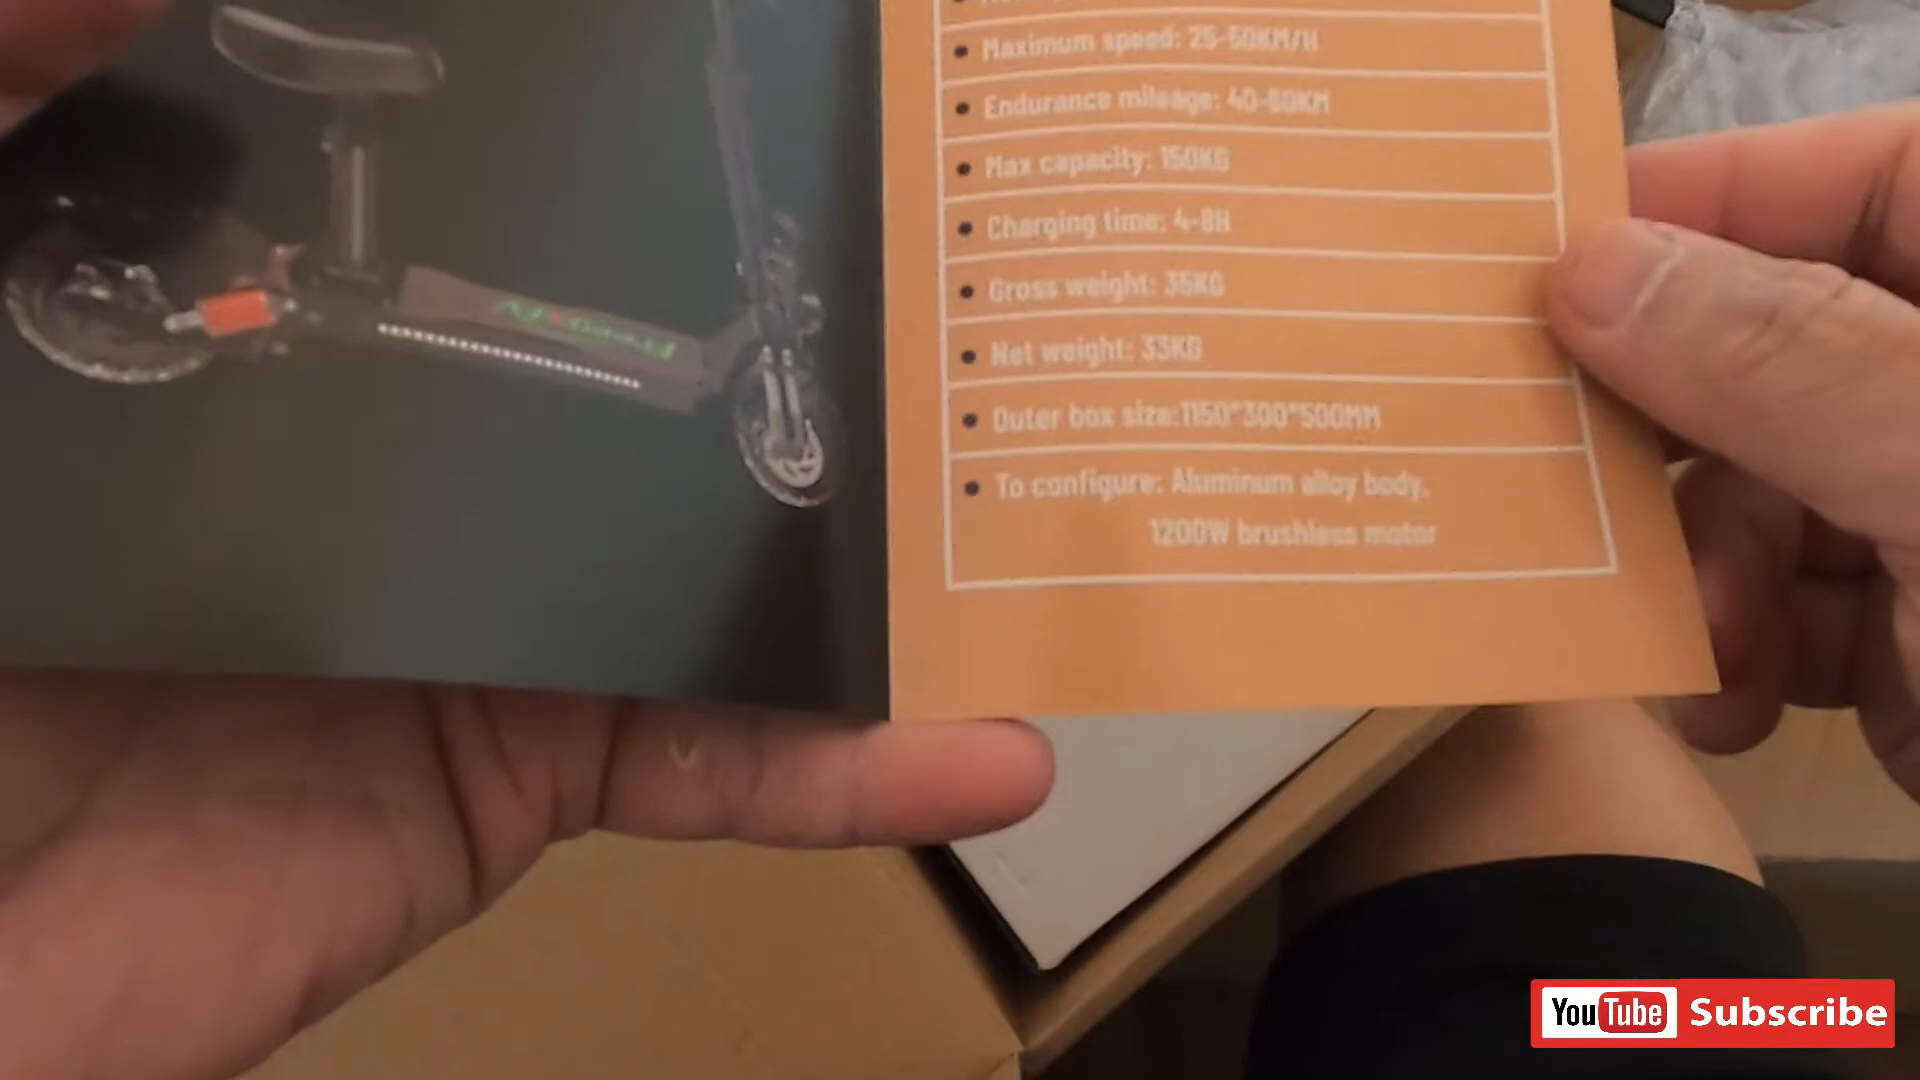 Maximum speed: 25-50KM/H
Endurance mileage: 40-60KM
Max capacity: 150KG
Charging time: 4-8H
Gross weight: 35KG
Net weight: 33KG
Outer box size:1150*300*500MM
To configure: Aluminum alloy body,
1200W brushless motor
YouTube Subscribe